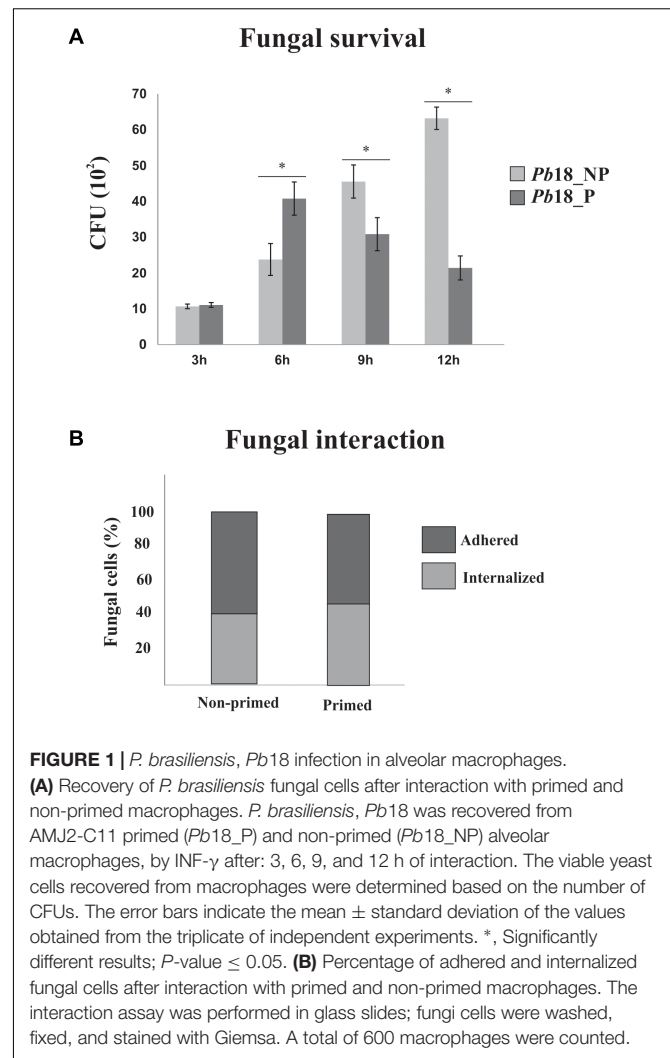 A
Fungal survival
CFU (10²)
70
60
50
40
30
20
10
0
*
*
*
3h
6h
9h
12h
Pb18_NP
Pb18_P
B
Fungal interaction
Fungal cells (%)
100
80
60
40
20
Adhered
Internalized
Non-primed
Primed
FIGURE 1 | P. brasiliensis, Pb18 infection in alveolar macrophages.
(A) Recovery of P. brasiliensis fungal cells after interaction with primed and
non-primed macrophages. P. brasiliensis, Pb18 was recovered from
AMJ2-C11 primed (Pb18_P) and non-primed (Pb18_NP) alveolar
macrophages, by INF-γ after: 3, 6, 9, and 12 h of interaction. The viable yeast
cells recovered from macrophages were determined based on the number of
CFUs. The error bars indicate the mean ± standard deviation of the values
obtained from the triplicate of independent experiments. *, Significantly
different results; P-value ≤ 0.05. (B) Percentage of adhered and internalized
fungal cells after interaction with primed and non-primed macrophages. The
interaction assay was performed in glass slides; fungi cells were washed,
fixed, and stained with Giemsa. A total of 600 macrophages were counted.